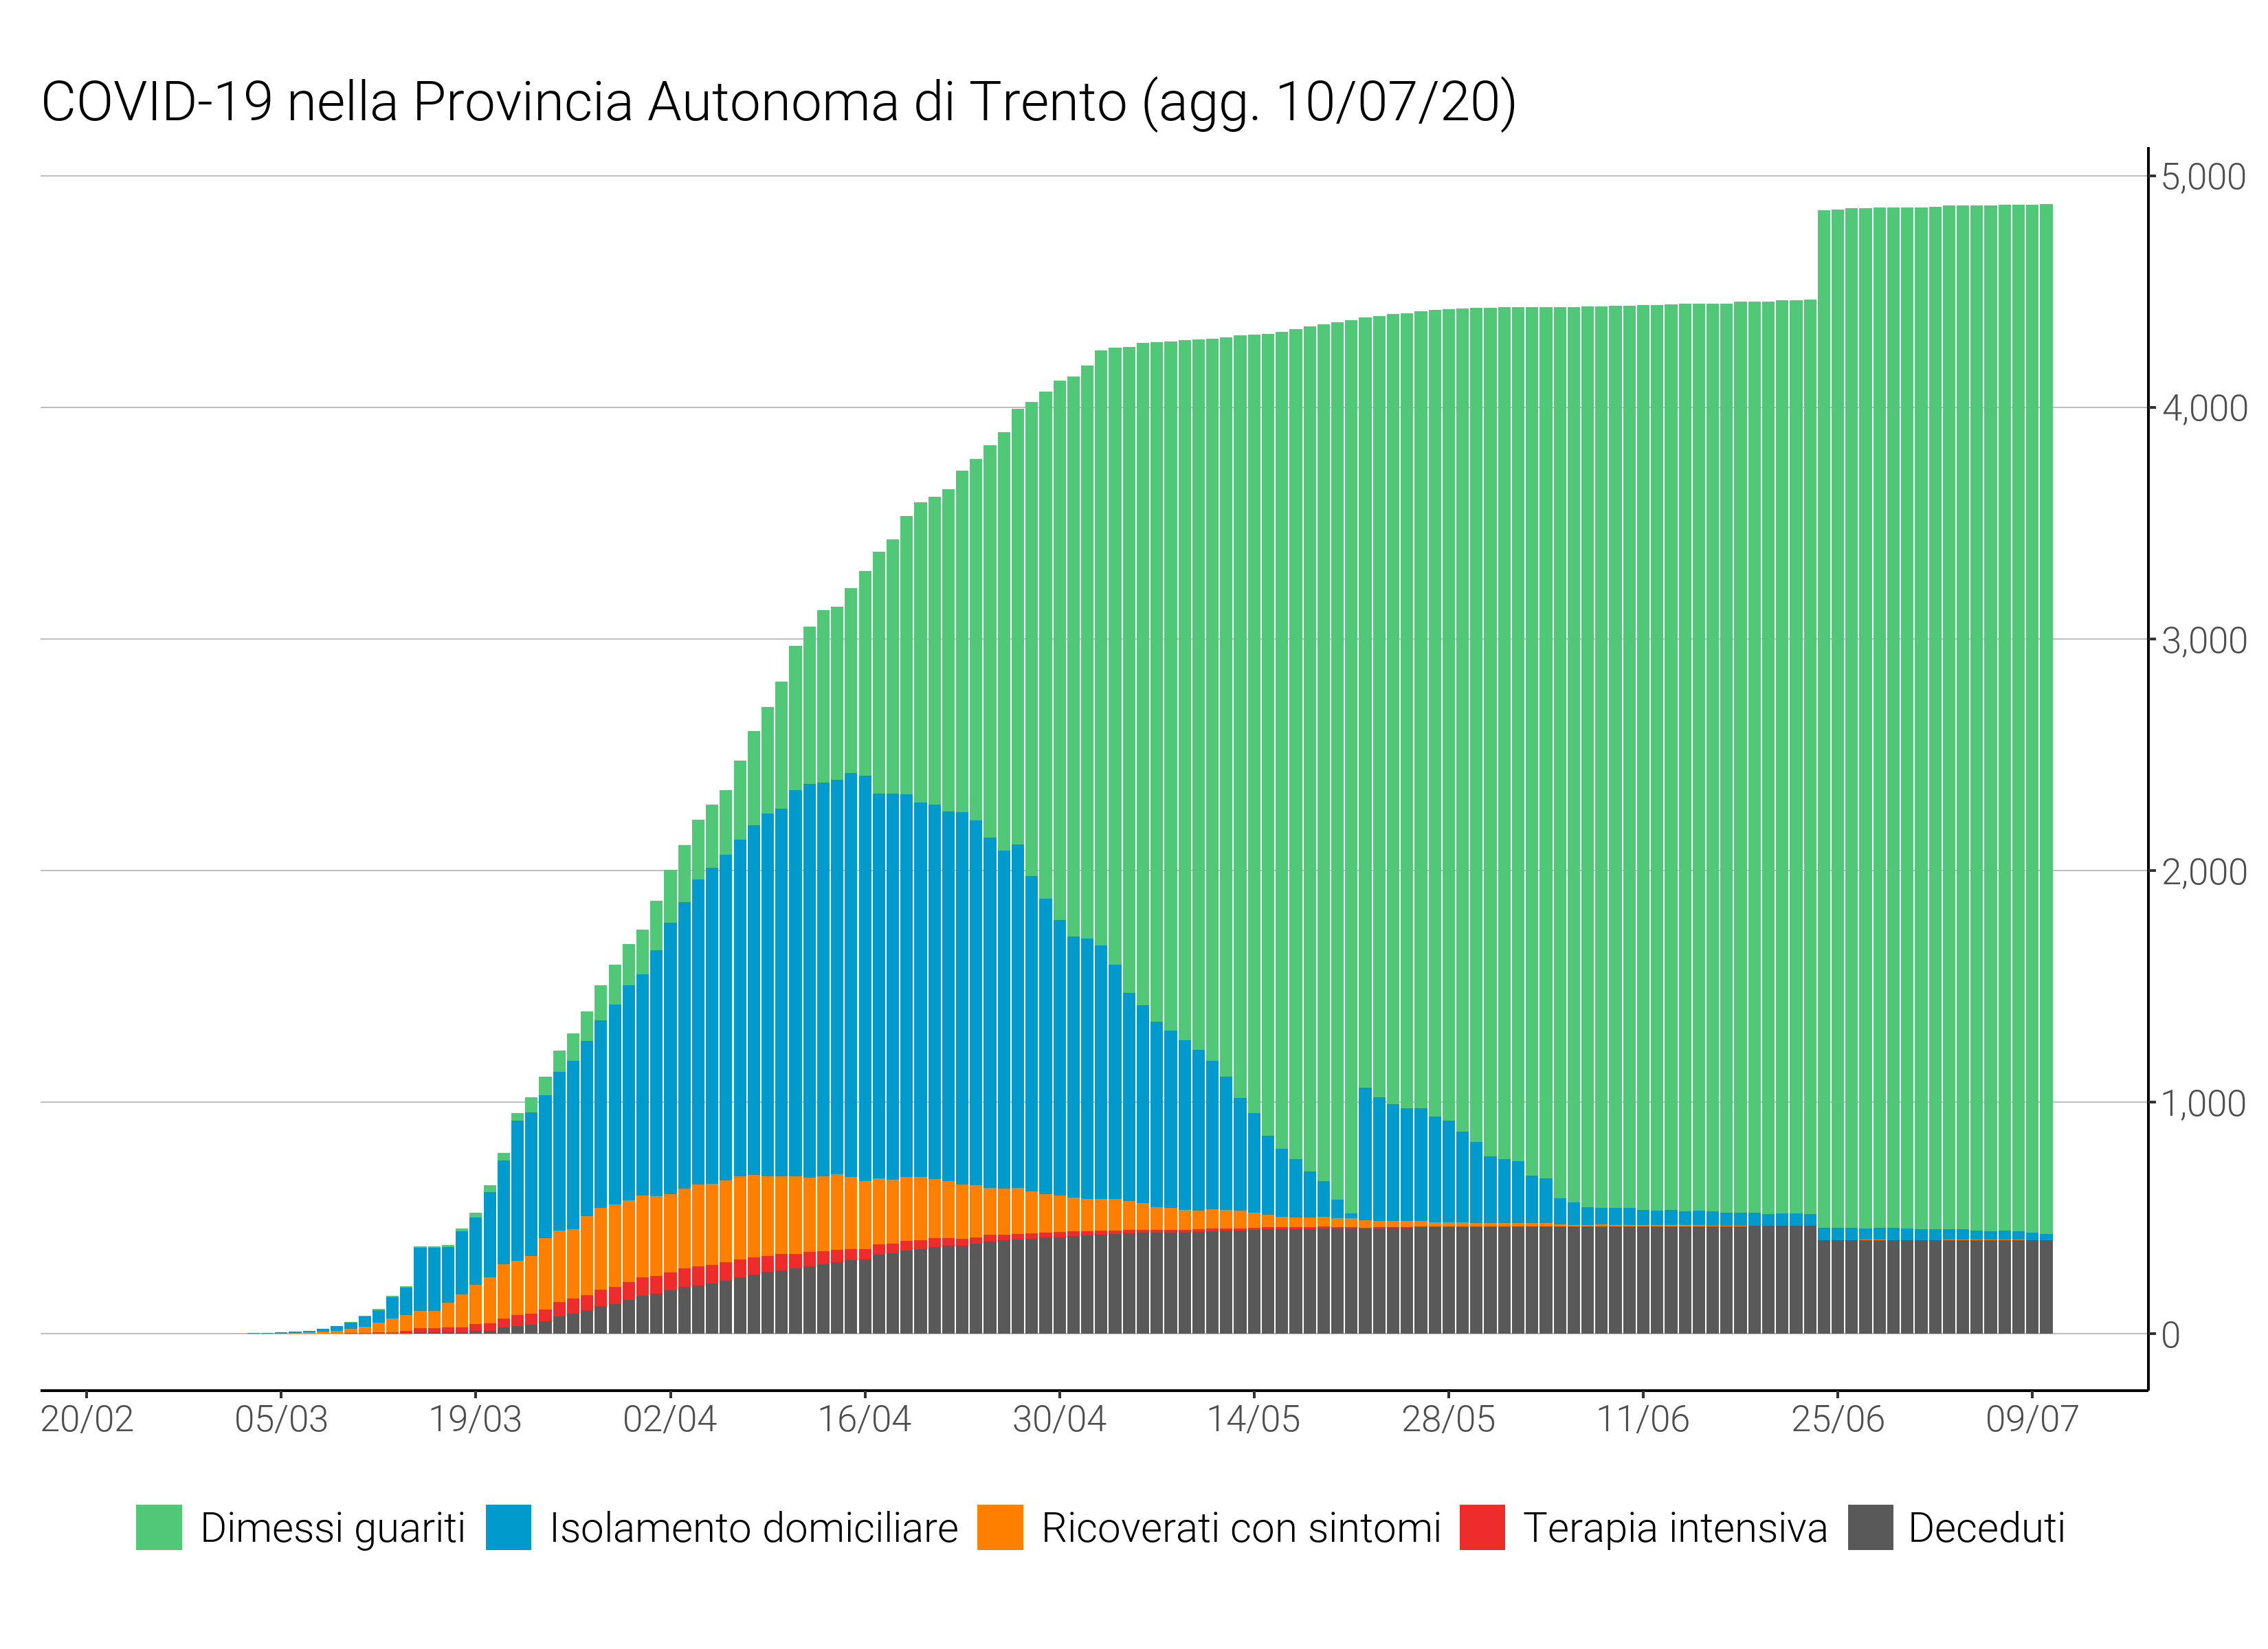 COVID-19 nella Provincia Autonoma di Trento (agg. 10/07/20)
5,000
4,000
3,000
2,000
1,000
0
20/02 05/03 19/03 02/04 16/04 30/04 14/05 28/05 11/06 25/06 09/07
Dimessi guariti Isolamento domiciliare Ricoverati con sintomi Terapia intensiva Deceduti